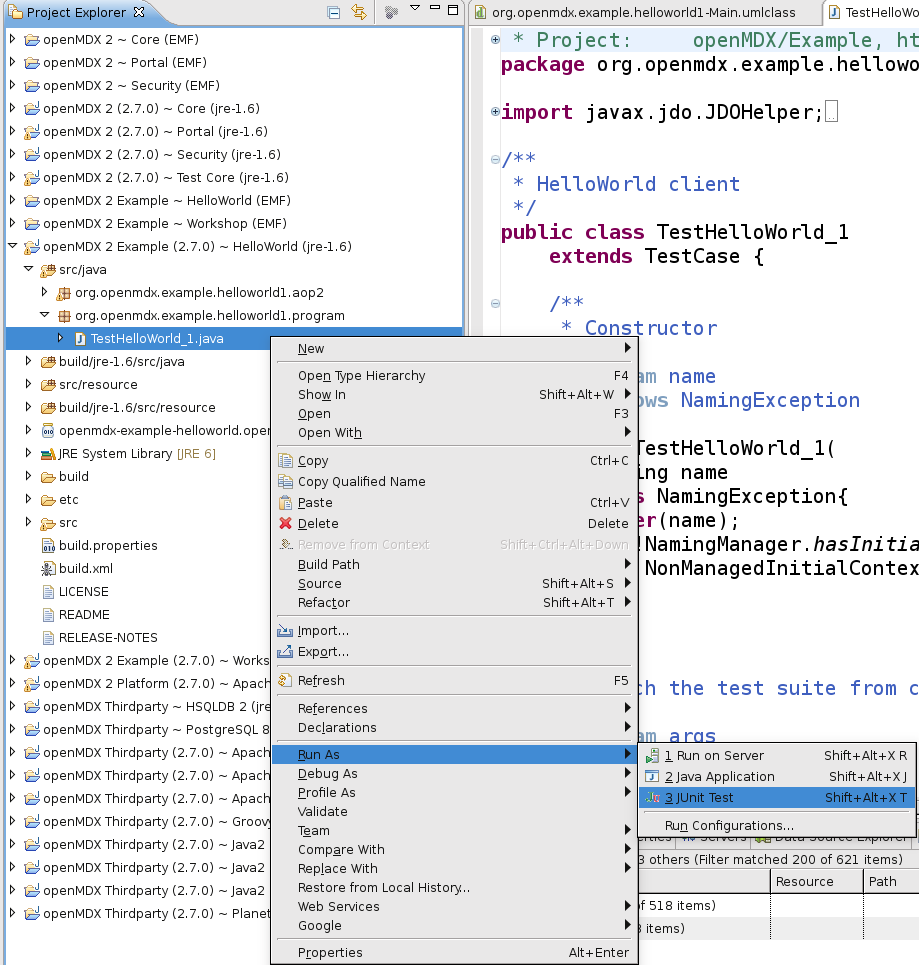 Project Explorer
openMDX 2 ~ Core (EMF)
openMDX 2 ~ Portal (EMF)
openMDX 2 ~ Security (EMF)
openMDX 2 (2.7.0) ~ Core (jre-1.6)
openMDX 2 (2.7.0) ~ Portal (jre-1.6)
openMDX 2 (2.7.0) ~ Security (jre-1.6)
openMDX 2 (2.7.0) ~ Test Core (jre-1.6)
openMDX 2 Example ~ HelloWorld (EMF)
openMDX 2 Example ~ Workshop (EMF)
openMDX 2 Example (2.7.0) ~ HelloWorld (jre-1.6)
src/java
org.openmdx.example.helloworld1.aop2
org.openmdx.example.helloworld1.program
TestHelloWorld_1.java
build/jre-1.6/src/java
src/resource
build/jre-1.6/src/resource
openmdx-example-helloworld.oper
JRE System Library [JRE 6]
build
etc
src
build.properties
build.xml
LICENSE
README
RELEASE-NOTES
openMDX 2 Example (2.7.0) ~ Works
openMDX 2 Platform (2.7.0) ~ Apach
openMDX Thirdparty ~ HSQLDB 2 (jre
openMDX Thirdparty ~ PostgreSQL 8
openMDX Thirdparty (2.7.0) ~ Apach
openMDX Thirdparty (2.7.0) ~ Apach
openMDX Thirdparty (2.7.0) ~ Apach
openMDX Thirdparty (2.7.0) ~ Groovy
openMDX Thirdparty (2.7.0) ~ Java2
openMDX Thirdparty (2.7.0) ~ Java2
openMDX Thirdparty (2.7.0) ~ Java2
openMDX Thirdparty (2.7.0) ~ Planet
New
Open Type Hierarchy F4
Show In Shift+Alt+W
Open F3
Open With
Copy Ctrl+C
Copy Qualified Name
Paste Ctrl+V
Delete Delete
Remove from Context Shift+Ctrl+Alt+Down
Build Path
Source Shift+Alt+S
Refactor Shift+Alt+T
Import...
Export...
Refresh F5
References
Declarations
Run As
Debug As
Profile As
Validate
Team
Compare With
Replace With
Restore from Local History...
Web Services
Google
Properties Alt+Enter
1 Run on Server Shift+Alt+X R
2 Java Application Shift+Alt+X J
3 JUnit Test Shift+Alt+X T
Run Configurations...
org.openmdx.example.helloworld1-Main.umlclass TestHelloWo
* Project: openMDX/Example, ht
package org.openmdx.example.hellowo
import javax.jdo.JDOHelper;
/**
* HelloWorld client
*/
public class TestHelloWorld_1
extends TestCase {
/**
* Constructor
am name
ows NamingException
TestHelloWorld_1(
ing name
s NamingException{
er(name);
!NamingManager.hasInitia
NonManagedInitialContex
ch the test suite from c
am args
erties Servers Data Source Explorer
3 others (Filter matched 200 of 621 items)
Resource Path
of 518 items)
3 items)